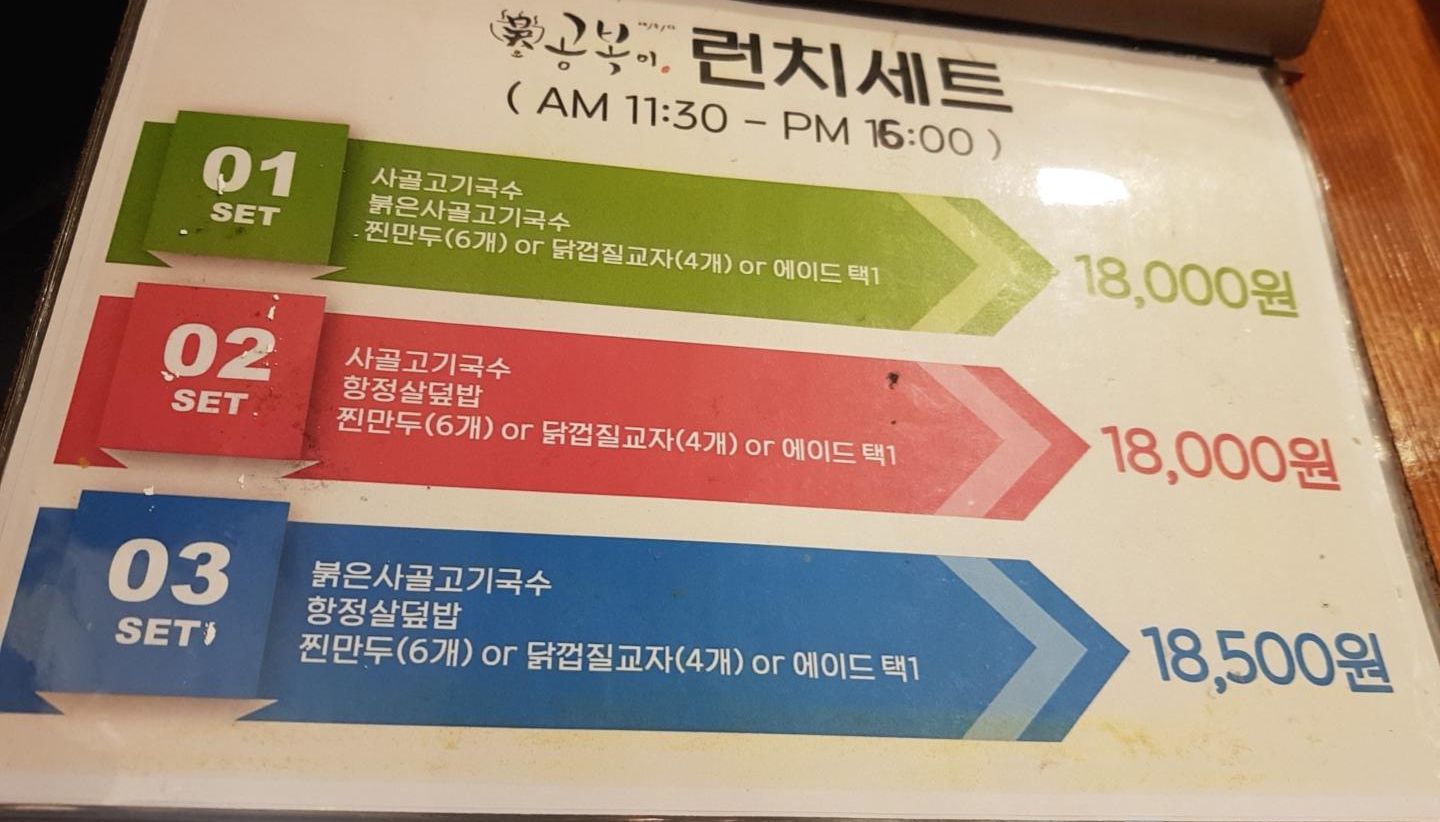 공복이. 런치세트
( AM 11:30 - PM 16:00 )
01
SET
사골고기국수
붉은사골고기국수
찐만두(6개) or 닭껍질교자(4개) or 에이드 택1
18,000원
02
SET
사골고기국수
항정살덮밥
찐만두(6개) or 닭껍질교자(4개) or 에이드 택1
18,000원
03
SET
붉은사골고기국수
항정살덮밥
찐만두(6개) or 닭껍질교자(4개) or 에이드 택1
18,500원